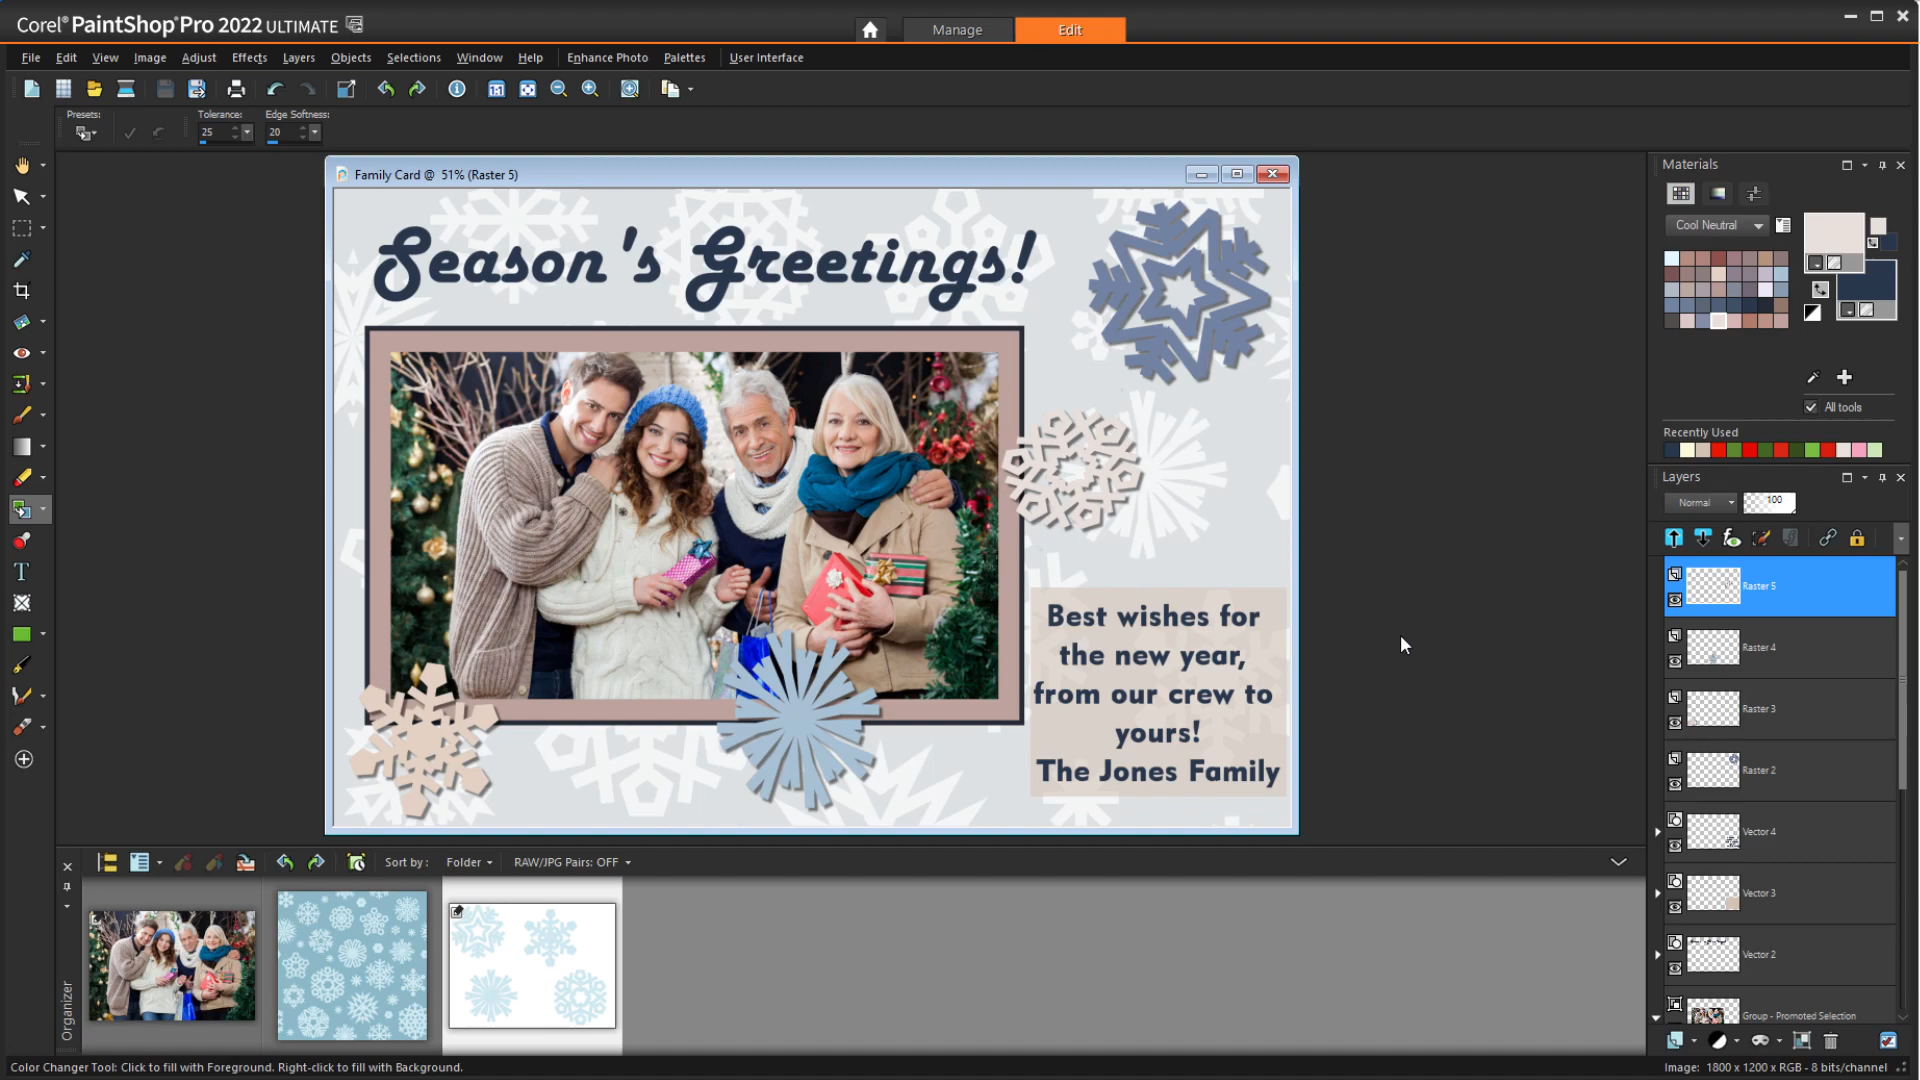 Corel® PaintShop® Pro 2022 ULTIMATE
Manage
Edit
File Edit View Image Adjust Effects Layers Objects Selections Window Help Enhance Photo Palettes User Interface
Presets:
Tolerance:
25
Edge Softness:
20
Family Card @ 51% (Raster 5)
Season's Greetings!
Best wishes for
the new year,
from our crew to
yours!
The Jones Family
Materials
Cool Neutral
All tools
Recently Used
Layers
Normal
100
Raster 5
Raster 4
Raster 3
Raster 2
Vector 4
Vector 3
Vector 2
Group - Promoted Selection
Sort by : Folder RAW/JPG Pairs: OFF
Organizer
Color Changer Tool: Click to fill with Foreground. Right-click to fill with Background.
Image: 1800 x 1200 x RGB - 8 bits/channel